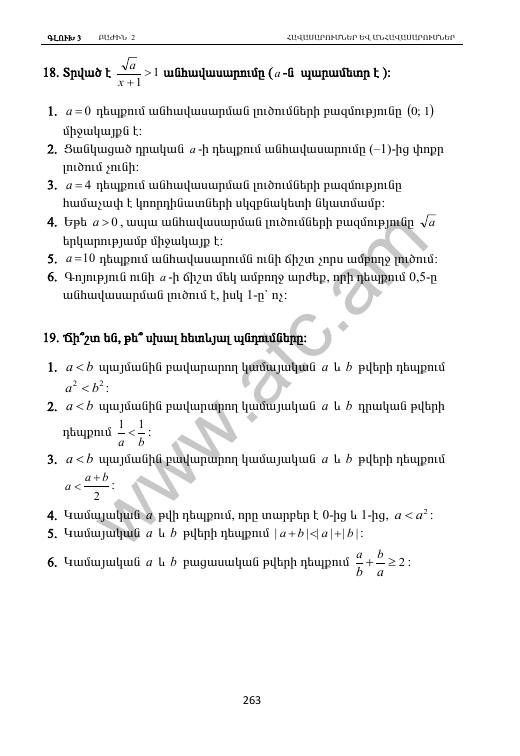 ԳԼՈՒԽ 3 ԲԱԺԻՆ 2 ՀԱՎԱՍԱՐՈՒՄՆԵՐ ԵՎ ԱՆՀԱՎԱՍԱՐՈՒՄՆԵՐ
18. Տրված է √a/(x+1) > 1 անհավասարումը (a-ն պարամետր է):
1. a = 0 դեպքում անհավասարման լուծումների բազմությունը (0; 1)
միջակայքն է:
2. Ցանկացած դրական a-ի դեպքում անհավասարումը (–1)-ից փոքր
լուծում չունի:
3. a = 4 դեպքում անհավասարման լուծումների բազմությունը
համաչափ է կոորդինատների սկզբնակետի նկատմամբ:
4. Եթե a > 0, ապա անհավասարման լուծումների բազմությունը √a
երկարությամբ միջակայք է:
5. a = 10 դեպքում անհավասարումն ունի ճիշտ չորս ամբողջ լուծում:
6. Գոյություն ունի a-ի ճիշտ մեկ ամբողջ արժեք, որի դեպքում 0,5-ը
անհավասարման լուծում է, իսկ 1-ը՝ ոչ:
19. Ճի՞շտ են, թե՞ սխալ հետևյալ պնդումները:
1. a < b պայմանին բավարարող կամայական a և b թվերի դեպքում
a² < b²:
2. a < b պայմանին բավարարող կամայական a և b դրական թվերի
դեպքում 1/a < 1/b:
3. a < b պայմանին բավարարող կամայական a և b թվերի դեպքում
a < (a+b)/2:
4. Կամայական a թվի դեպքում, որը տարբեր է 0-ից և 1-ից, a < a²:
5. Կամայական a և b թվերի դեպքում |a+b|<|a|+|b|:
6. Կամայական a և b բացասական թվերի դեպքում a/b + b/a ≥ 2:
www.atc.am
263